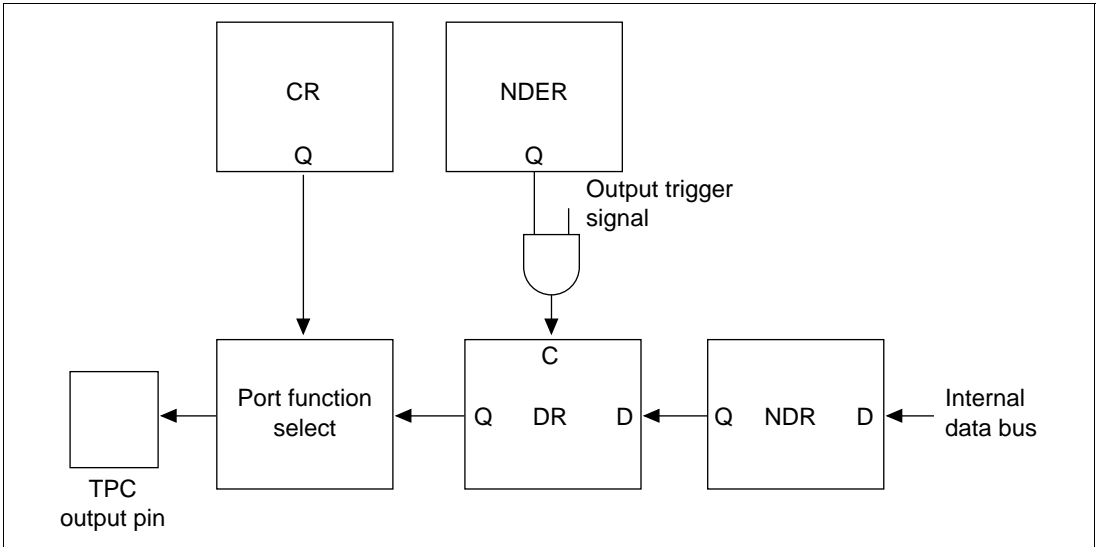 CR
Q
NDER
Q
Output trigger
signal
C
Port function
select
Q DR D
Q NDR D
Internal
data bus
TPC
output pin